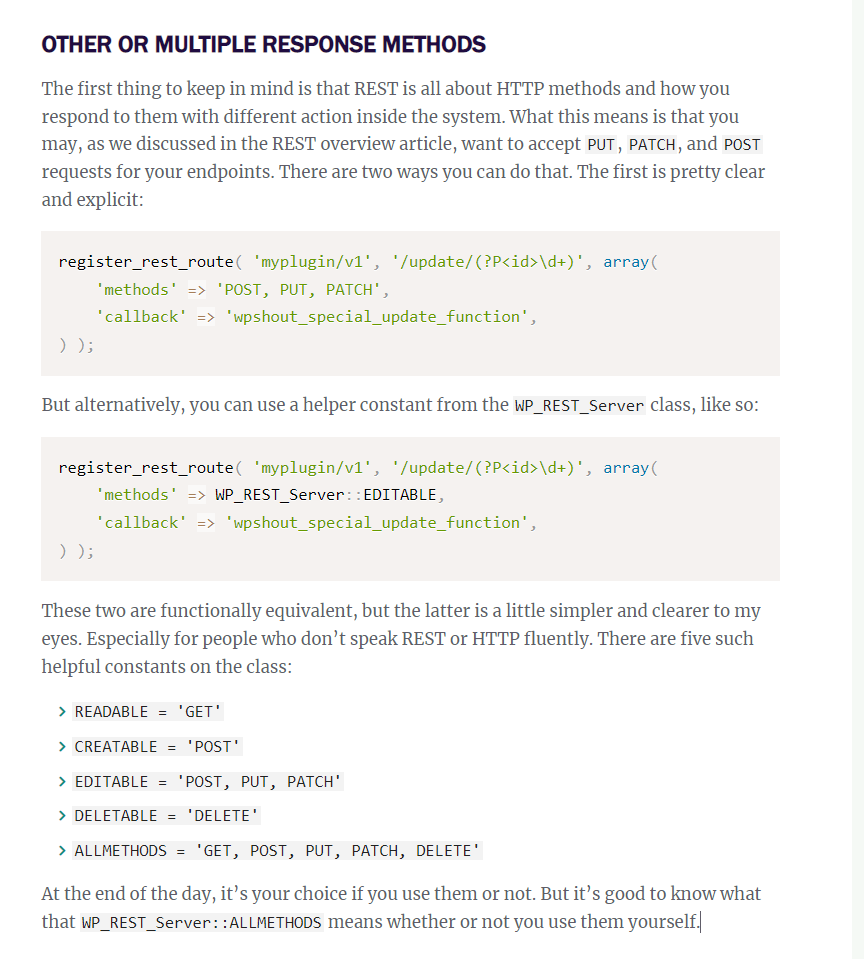 OTHER OR MULTIPLE RESPONSE METHODS
The first thing to keep in mind is that REST is all about HTTP methods and how you
respond to them with different action inside the system. What this means is that you
may, as we discussed in the REST overview article, want to accept PUT, PATCH, and POST
requests for your endpoints. There are two ways you can do that. The first is pretty clear
and explicit:
register_rest_route( 'myplugin/v1', '/update/(?P<id>\d+)', array(
    'methods' => 'POST, PUT, PATCH',
    'callback' => 'wpshout_special_update_function',
) );
But alternatively, you can use a helper constant from the WP_REST_Server class, like so:
register_rest_route( 'myplugin/v1', '/update/(?P<id>\d+)', array(
    'methods' => WP_REST_Server::EDITABLE,
    'callback' => 'wpshout_special_update_function',
) );
These two are functionally equivalent, but the latter is a little simpler and clearer to my
eyes. Especially for people who don’t speak REST or HTTP fluently. There are five such
helpful constants on the class:
> READABLE = 'GET'
> CREATABLE = 'POST'
> EDITABLE = 'POST, PUT, PATCH'
> DELETABLE = 'DELETE'
> ALLMETHODS = 'GET, POST, PUT, PATCH, DELETE'
At the end of the day, it’s your choice if you use them or not. But it’s good to know what
that WP_REST_Server::ALLMETHODS means whether or not you use them yourself.